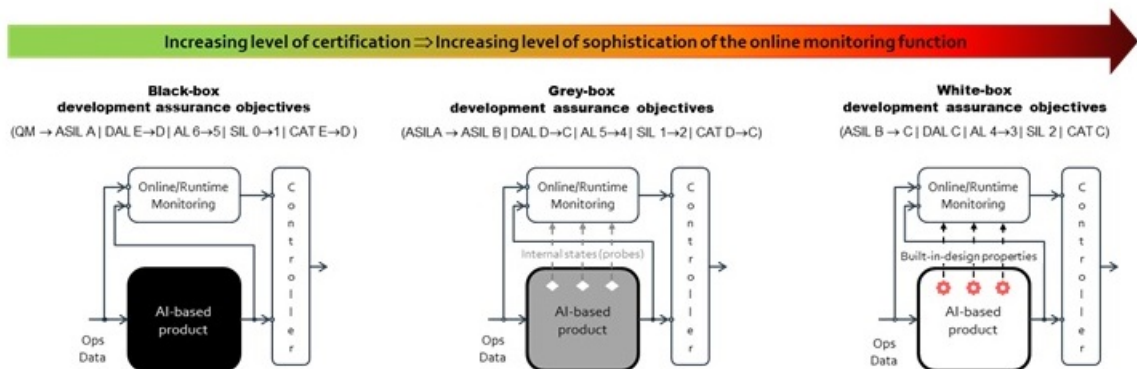 Increasing level of certification ⇒ Increasing level of sophistication of the online monitoring function
Black-box
development assurance objectives
(QM → ASIL A | DAL E→D | AL 6→5 | SIL 0→1 | CAT E→D )
Online/Runtime
Monitoring
Controller
AI-based
product
Ops
Data
Grey-box
development assurance objectives
(ASILA → ASIL B | DAL D→C | AL 5→4 | SIL 1→2 | CAT D→C)
Online/Runtime
Monitoring
Controller
Internal states (probes)
AI-based
product
Ops
Data
White-box
development assurance objectives
(ASIL B → C | DAL C | AL 4→3 | SIL 2 | CAT C)
Online/Runtime
Monitoring
Controller
Built-in-design properties
AI-based
product
Ops
Data